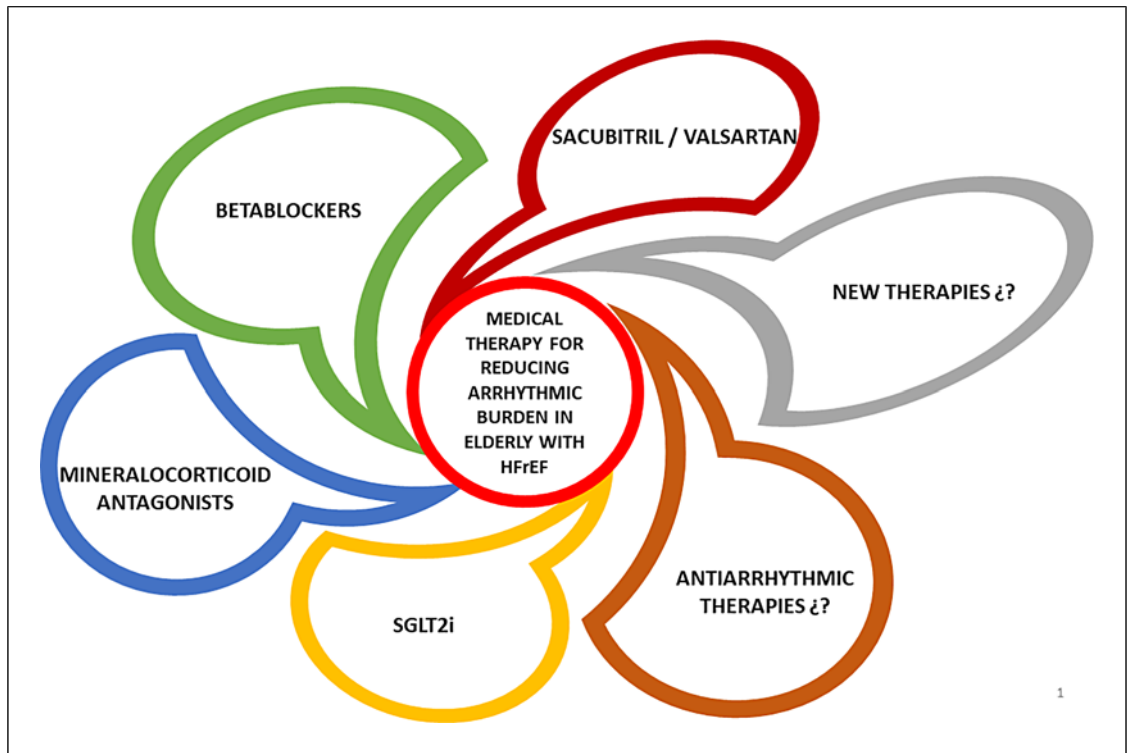 SACUBITRIL / VALSARTAN
BETABLOCKERS
NEW THERAPIES ¿?
MEDICAL
THERAPY FOR
REDUCING
ARRHYTHMIC
BURDEN IN
ELDERLY WITH
HFrEF
MINERALOCORTICOID
ANTAGONISTS
ANTIARRHYTHMIC
THERAPIES ¿?
SGLT2i
1